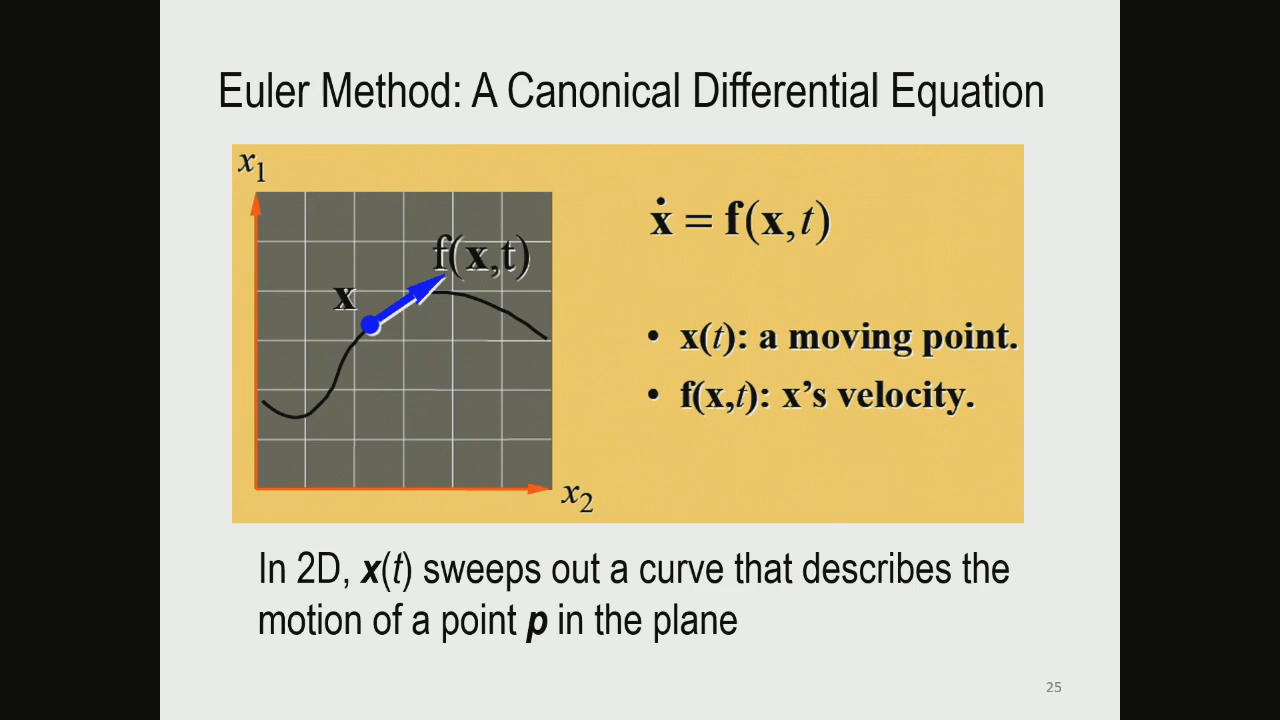 Euler Method: A Canonical Differential Equation
x₁
ẋ = f(x,t)
f(x,t)
x
• x(t): a moving point.
• f(x,t): x’s velocity.
x₂
In 2D, x(t) sweeps out a curve that describes the
motion of a point p in the plane
25